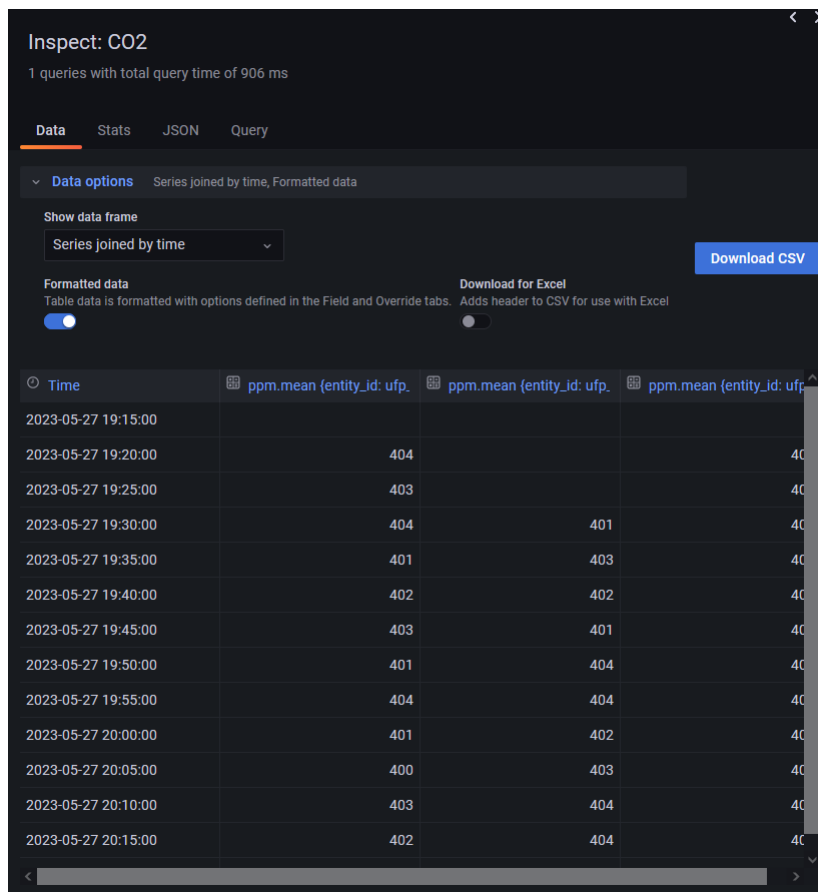 Inspect: CO2
1 queries with total query time of 906 ms
Data Stats JSON Query
Data options Series joined by time, Formatted data
Show data frame
Series joined by time
Download CSV
Formatted data Download for Excel
Table data is formatted with options defined in the Field and Override tabs. Adds header to CSV for use with Excel
Time ppm.mean {entity_id: ufp_ ppm.mean {entity_id: ufp_ ppm.mean {entity_id: ufp
2023-05-27 19:15:00
2023-05-27 19:20:00 404
2023-05-27 19:25:00 403
2023-05-27 19:30:00 404 401
2023-05-27 19:35:00 401 403
2023-05-27 19:40:00 402 402
2023-05-27 19:45:00 403 401
2023-05-27 19:50:00 401 404
2023-05-27 19:55:00 404 404
2023-05-27 20:00:00 401 402
2023-05-27 20:05:00 400 403
2023-05-27 20:10:00 403 404
2023-05-27 20:15:00 402 404